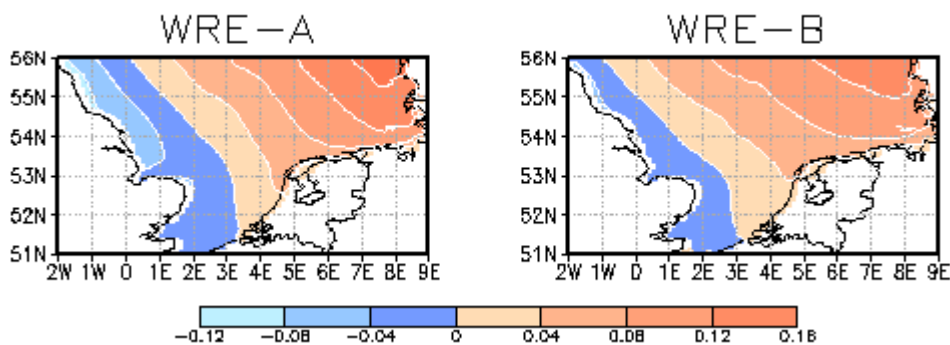 WRE-A WRE-B
56N 56N
55N 55N
54N 54N
53N 53N
52N 52N
51N 51N
2W 1W 0 1E 2E 3E 4E 5E 6E 7E 8E 9E 2W 1W 0 1E 2E 3E 4E 5E 6E 7E 8E 9E
-0.12 -0.08 -0.04 0 0.04 0.08 0.12 0.16